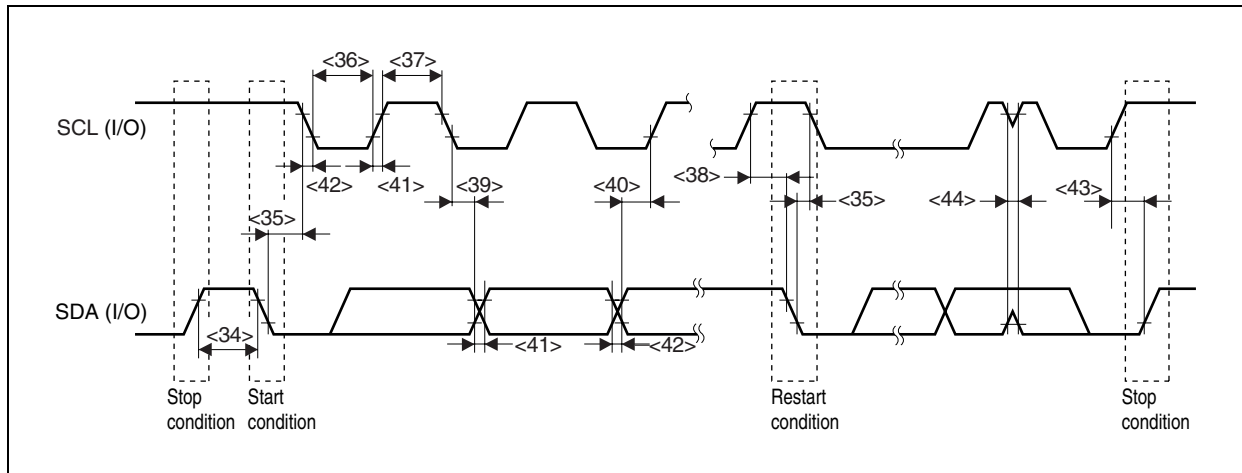 <36> <37>
SCL (I/O)
<42> <41> <39> <40> <38> <35> <44> <43>
<35>
SDA (I/O)
<34> <41> <42>
Stop condition
Start condition
Restart condition
Stop condition